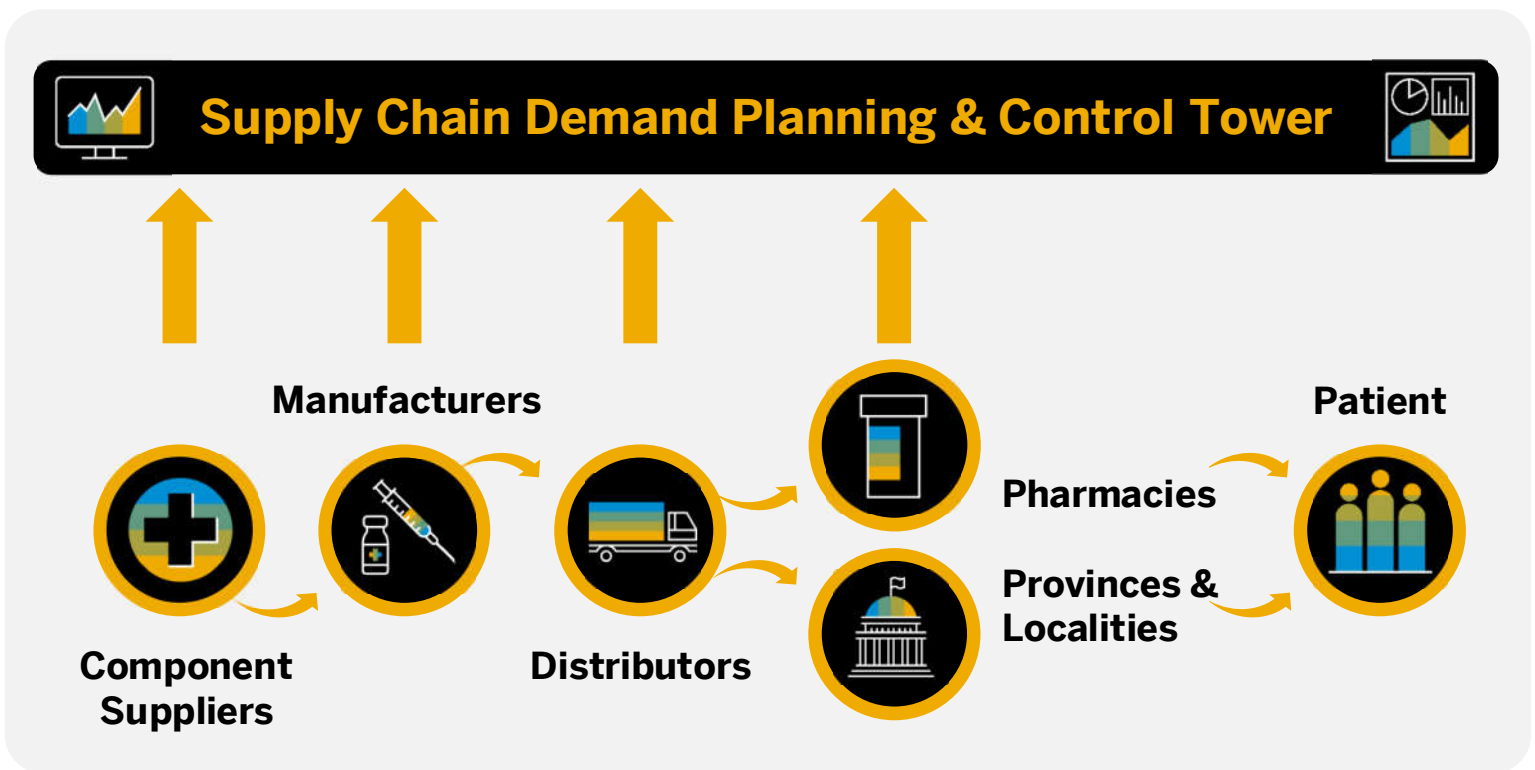 Supply Chain Demand Planning & Control Tower
Manufacturers
Patient
Pharmacies
Provinces &
Localities
Component
Suppliers
Distributors